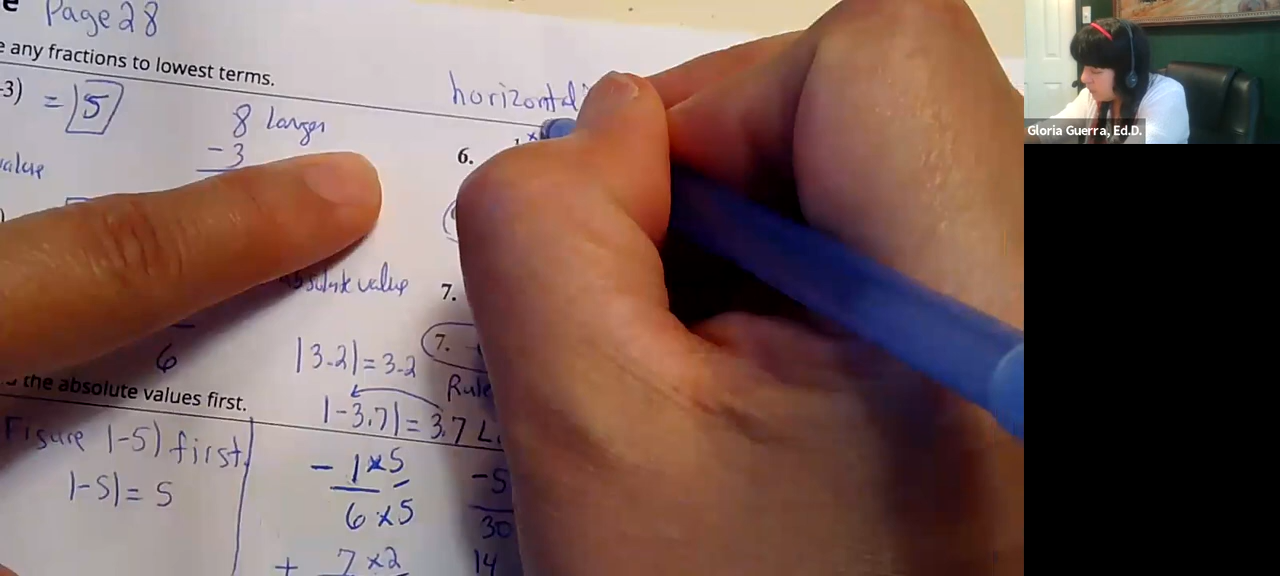 Page 28
any fractions to lowest terms.
-3) = 5
8 Larger
- 3
horizontal
6.
value
absolute value
6
7.
|3.2| = 3.2
7.
Rule
|-3.7| = 3.7
the absolute values first.
Figure |-5| first.
|-5| = 5
- 1 x 5
6 x 5
-5
30
+ 7 x 2
14
Gloria Guerra, Ed.D.